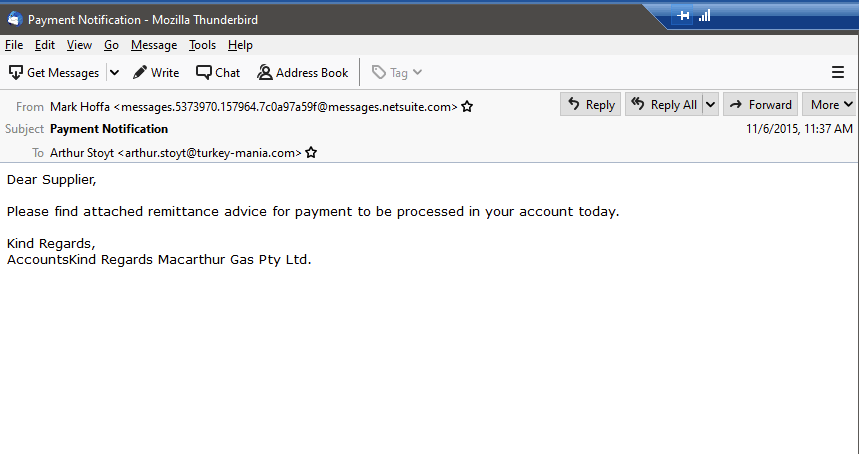 Payment Notification - Mozilla Thunderbird
File Edit View Go Message Tools Help
Get Messages Write Chat Address Book Tag
From Mark Hoffa <messages.5373970.157964.7c0a97a59f@messages.netsuite.com> Reply Reply All Forward More
Subject Payment Notification 11/6/2015, 11:37 AM
To Arthur Stoyt <arthur.stoyt@turkey-mania.com>
Dear Supplier,
Please find attached remittance advice for payment to be processed in your account today.
Kind Regards,
AccountsKind Regards Macarthur Gas Pty Ltd.